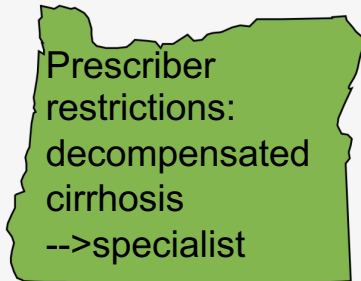 Prescriber
restrictions:
decompensated
cirrhosis
-->specialist